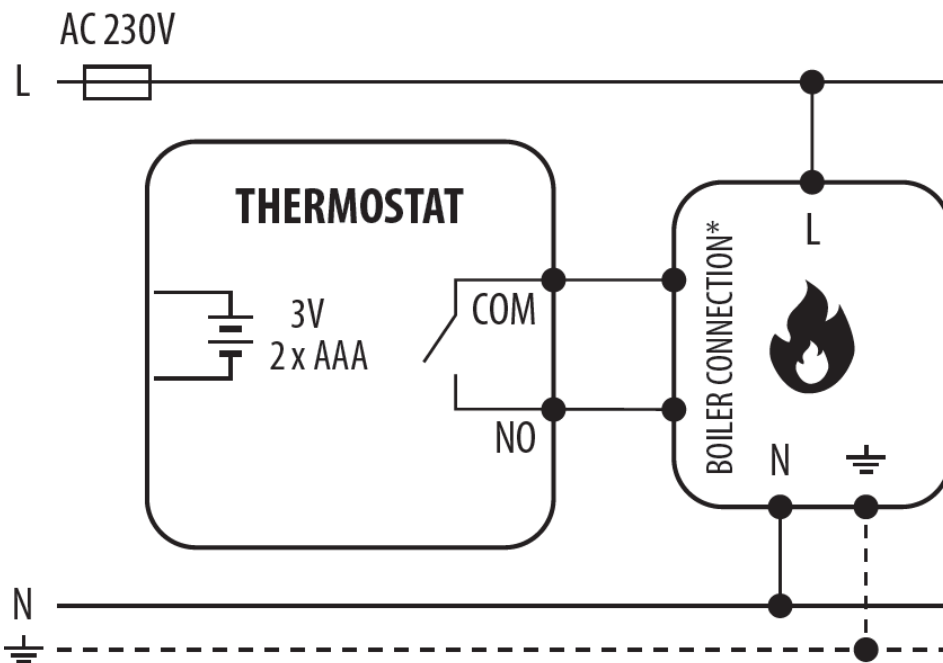 AC 230V
L
THERMOSTAT
3V
2 x AAA
COM
NO
BOILER CONNECTION*
L
N
N